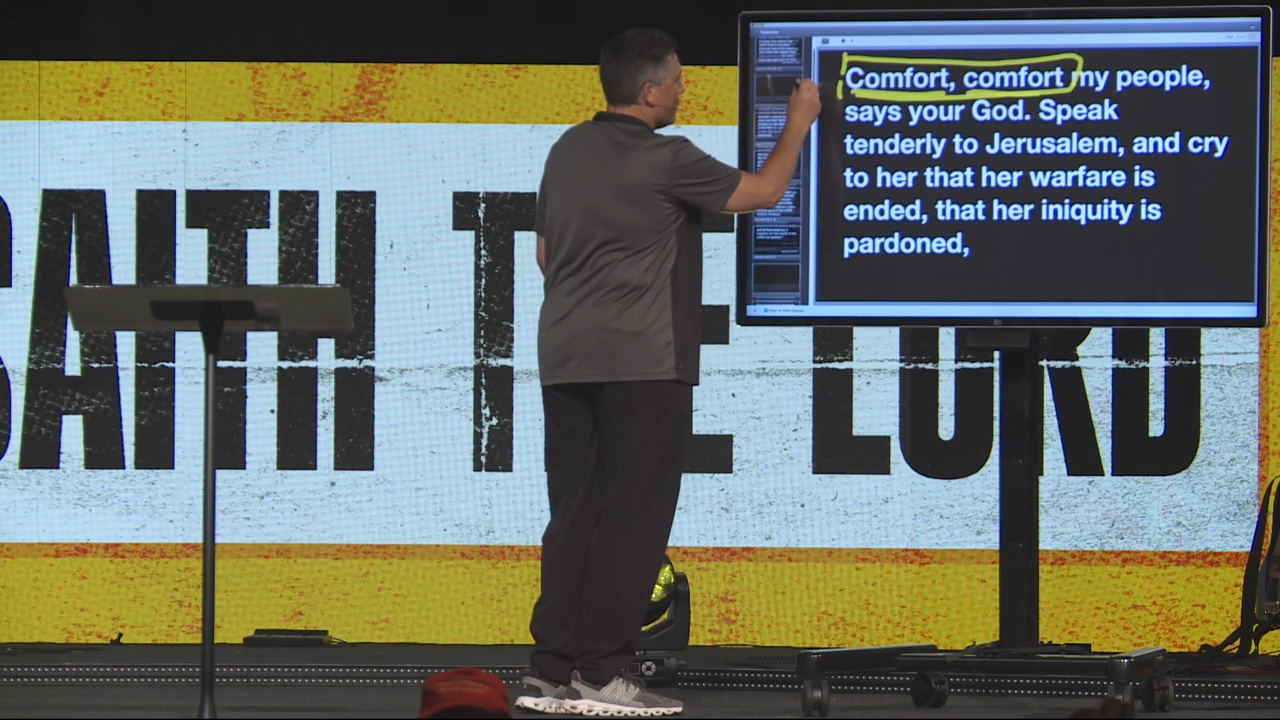 Comfort, comfort my people,
says your God. Speak
tenderly to Jerusalem, and cry
to her that her warfare is
ended, that her iniquity is
pardoned,
SAITH THE LORD